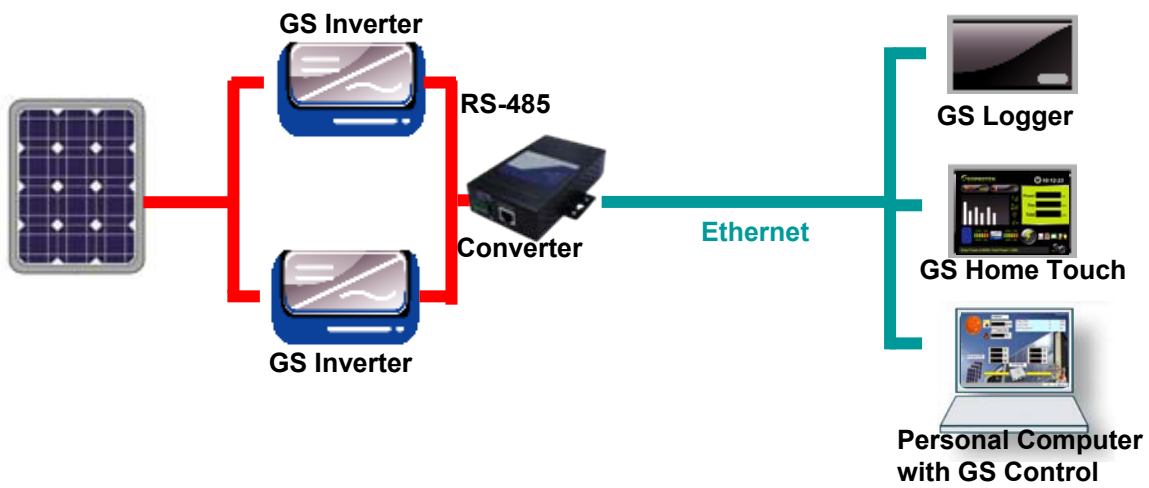 GS Inverter
RS-485
GS Logger
Converter
Ethernet
GS Home Touch
GS Inverter
Personal Computer
with GS Control